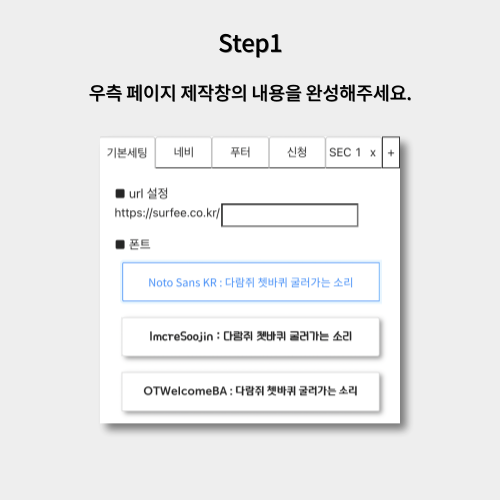 Step1
우측 페이지 제작창의 내용을 완성해주세요.
기본세팅 네비 푸터 신청 SEC 1 x +
■ url 설정
https://surfee.co.kr/
■ 폰트
Noto Sans KR : 다람쥐 쳇바퀴 굴러가는 소리
ImcreSoojin : 다람쥐 쳇바퀴 굴러가는 소리
OTWelcomeBA : 다람쥐 쳇바퀴 굴러가는 소리